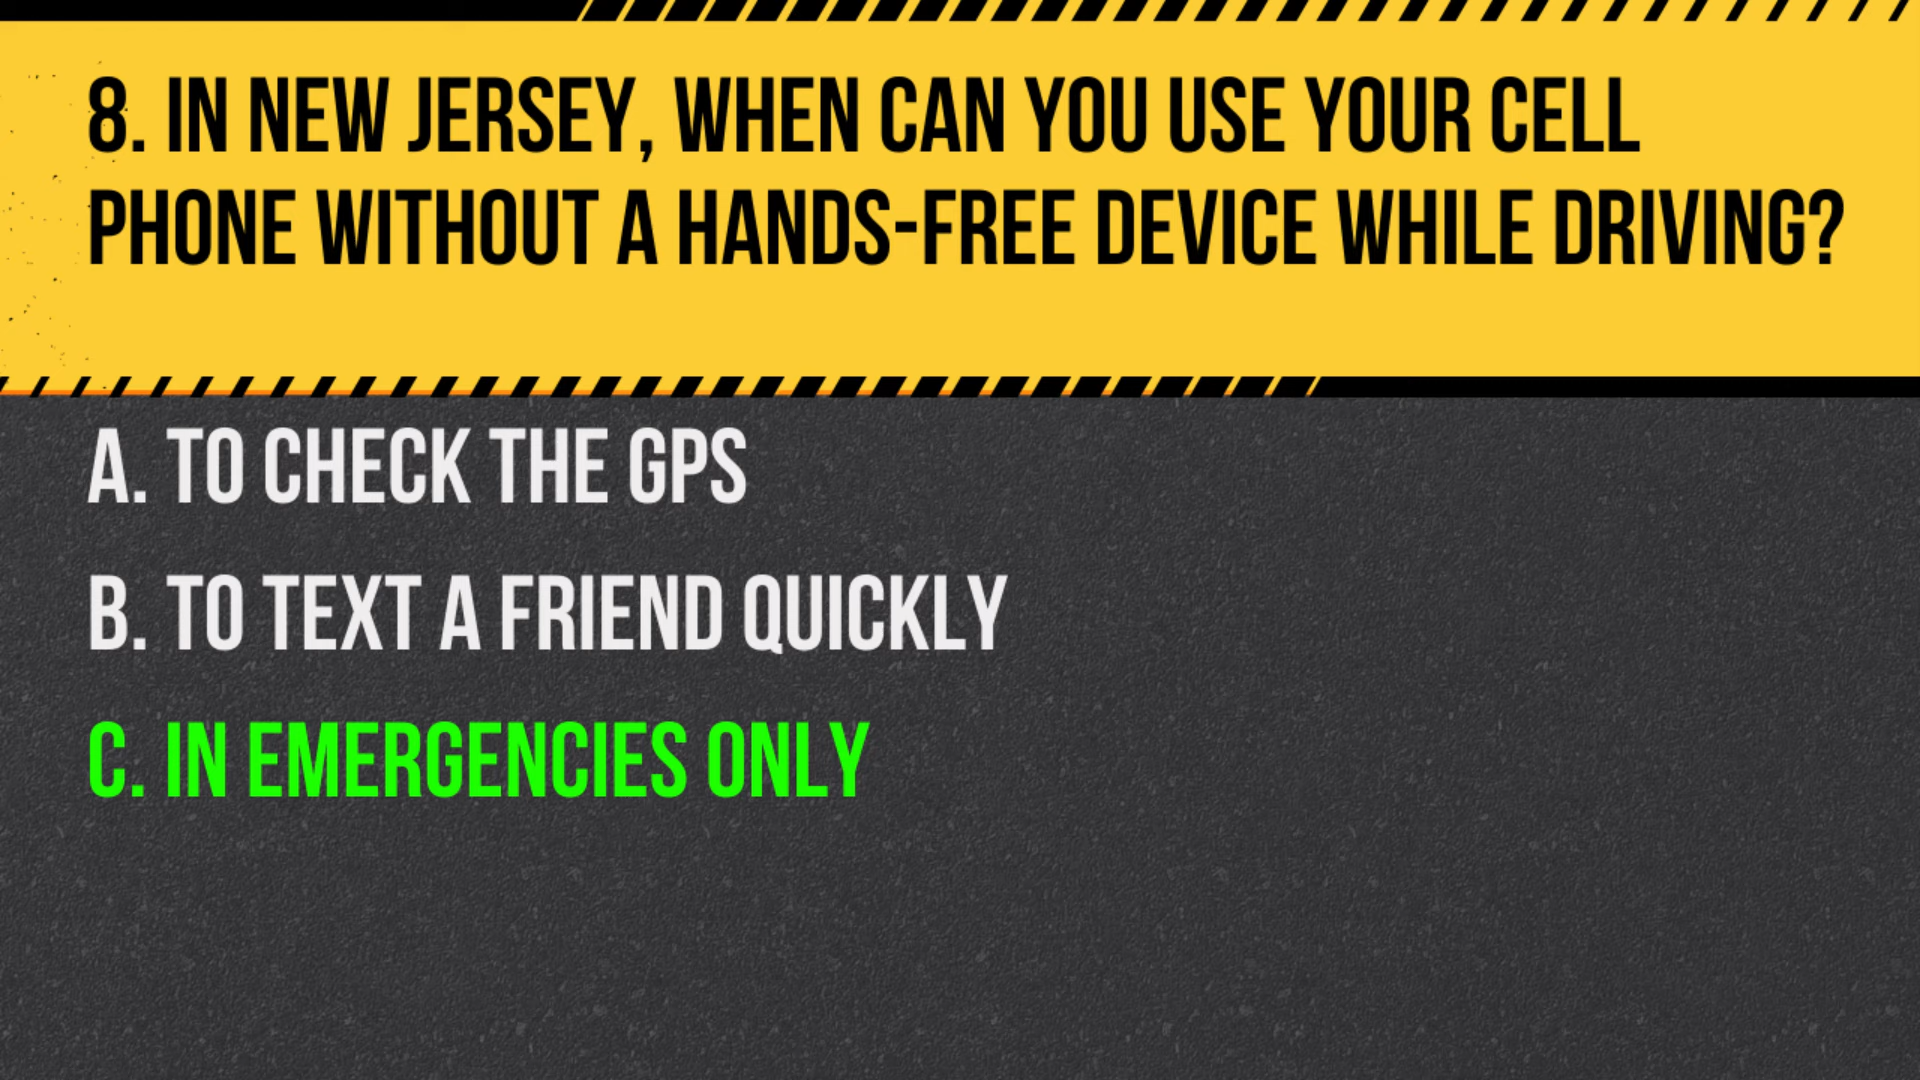 8. IN NEW JERSEY, WHEN CAN YOU USE YOUR CELL
PHONE WITHOUT A HANDS-FREE DEVICE WHILE DRIVING?
A. TO CHECK THE GPS
B. TO TEXT A FRIEND QUICKLY
C. IN EMERGENCIES ONLY